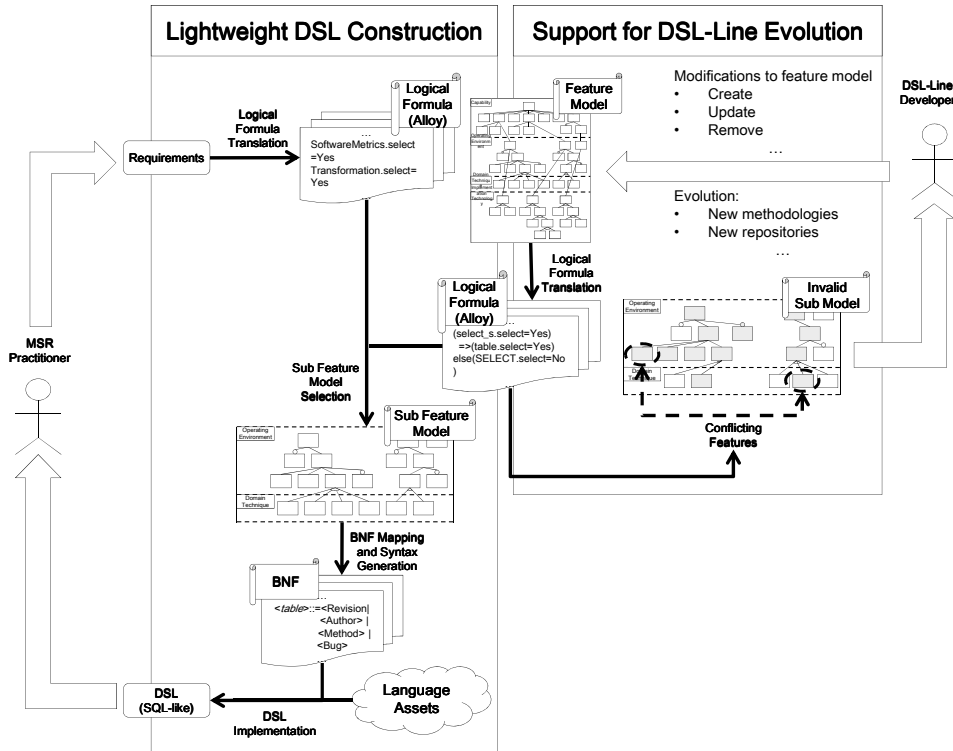 Lightweight DSL Construction
Support for DSL-Line Evolution
Logical
Formula
(Alloy)
Logical
Formula
Translation
Requirements
...
SoftwareMetrics.select
=Yes
Transformation.select=
Yes
Feature
Model
Capability
Operating
Domain
Modifications to feature model
• Create
• Update
• Remove
...
Evolution:
• New methodologies
• New repositories
...
DSL-Line
Developer
Logical
Formula
Translation
Logical
Formula
(Alloy)
...
(select_s.select=Yes)
=>(table.select=Yes)
else(SELECT.select=No
)
Invalid
Sub Model
Operating
Environment
Domain
Technique
Conflicting
Features
MSR
Practitioner
Sub Feature
Model
Selection
Sub Feature
Model
Operating
Environment
Domain
Technique
BNF Mapping
and Syntax
Generation
BNF
...
<table>::=<Revision|
<Author> |
<Method> |
<Bug>
...
DSL
(SQL-like)
DSL
Implementation
Language
Assets